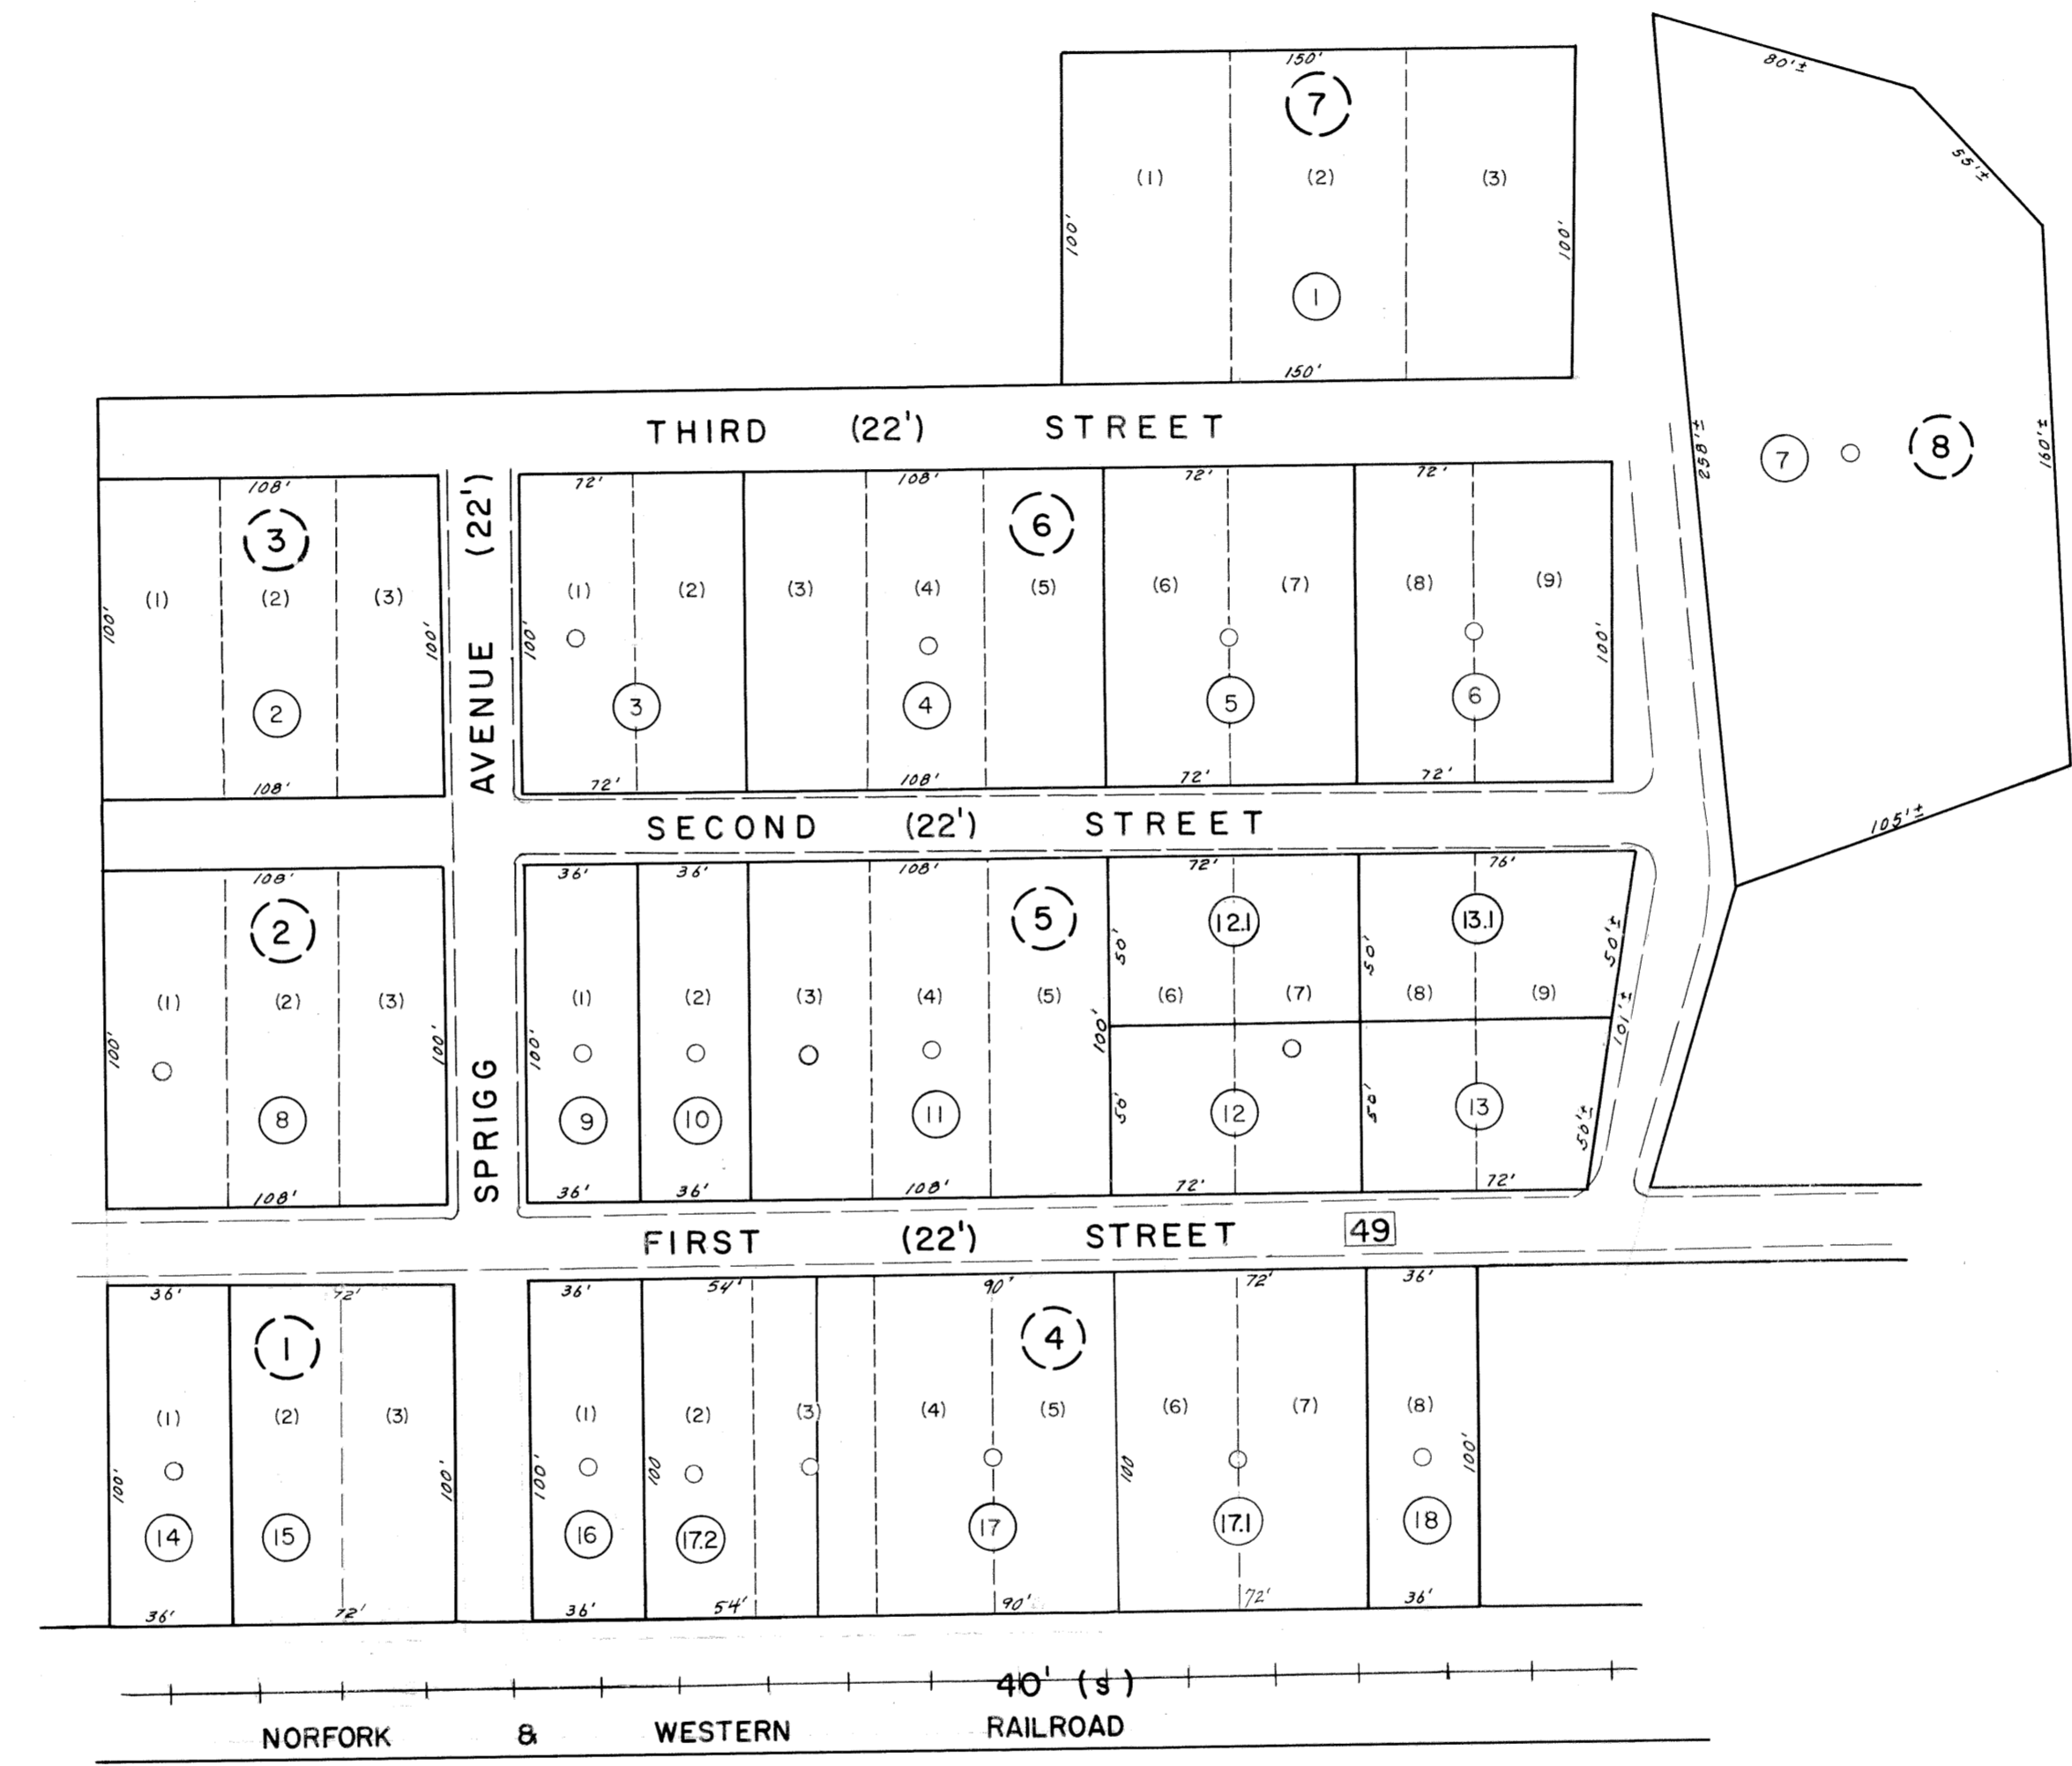 150'
80'±
7
55'±
(1) (2) (3)
100' 100'
1
150'
THIRD (22') STREET
258'± 7 8 160'±
108' 72' 108' 72' 72'
3 6
(1) (2) (3) (1) (2) (3) (4) (5) (6) (7) (8) (9)
100' 100' 100' 100'
2 3 4 5 6
108' 72' 108' 72' 72'
SPRIGG AVENUE (22')
SECOND (22') STREET
105'±
108' 36' 36' 108' 72' 76'
2 5 12.1 13.1
50' 50' 50'±
(1) (2) (3) (1) (2) (3) (4) (5) (6) (7) (8) (9)
100' 100' 100' 100' 101'±
8 9 10 11 12 13
50' 50' 50'±
108' 36' 36' 108' 72' 72'
FIRST (22') STREET 49
36' 72' 36' 54' 90' 72' 36'
1 4
(1) (2) (3) (1) (2) (3) (4) (5) (6) (7) (8)
100' 100' 100' 100 100 100'
14 15 16 17.2 17 17.1 18
36' 72' 36' 54' 90' 72' 36'
40' (s)
NORFORK & WESTERN RAILROAD